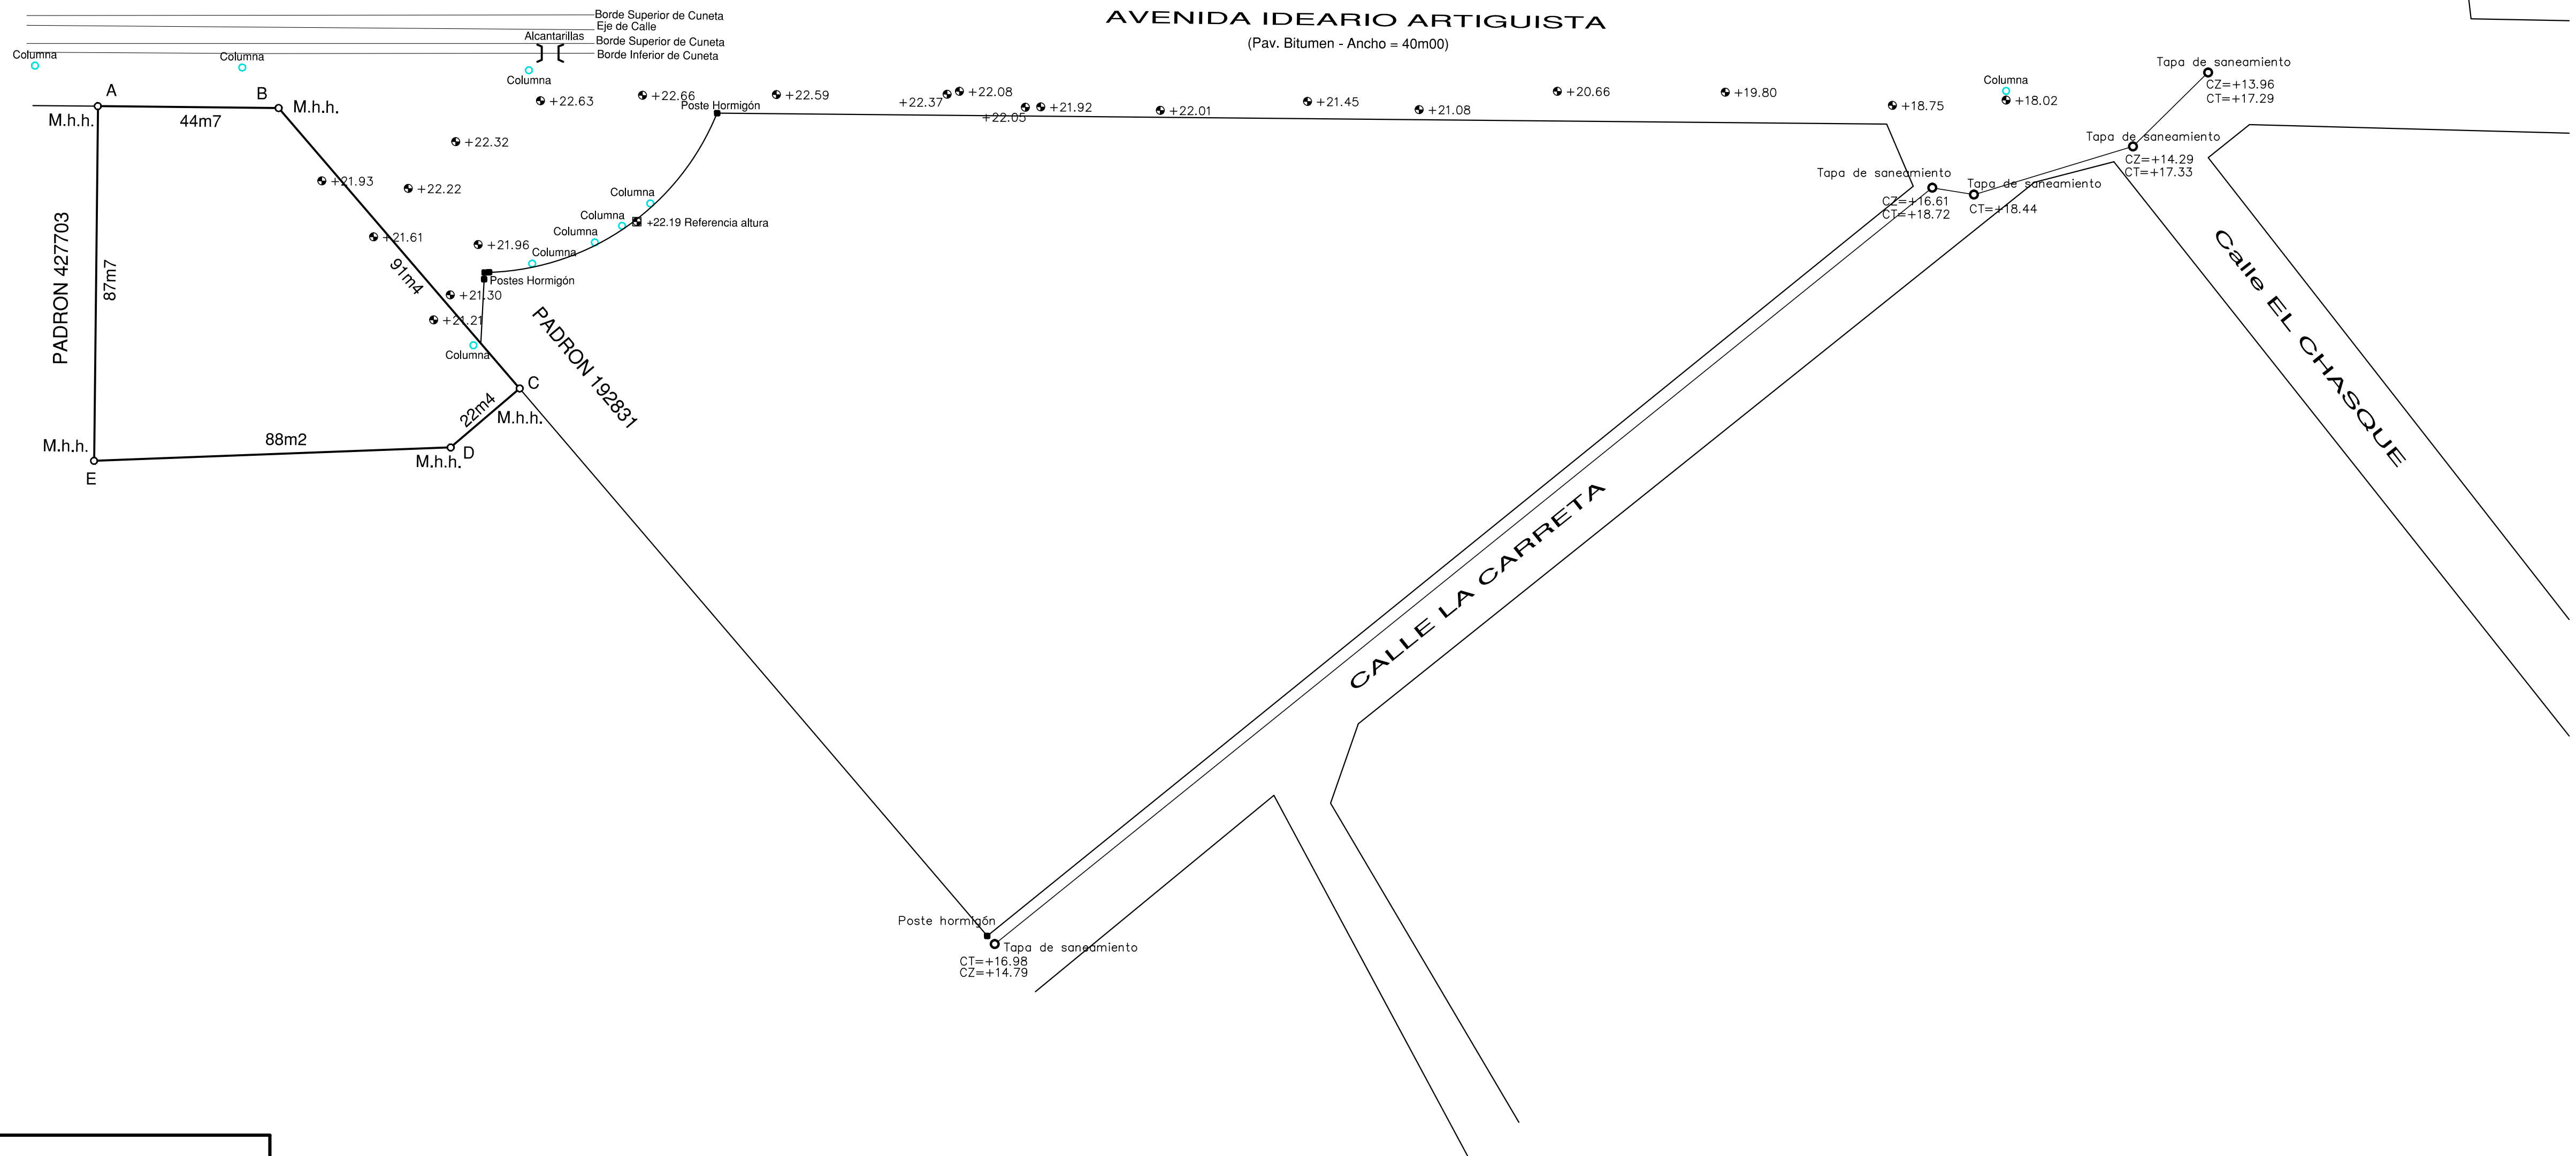 Borde Superior de Cuneta
Eje de Calle
Alcantarillas
Borde Superior de Cuneta
Borde Inferior de Cuneta
AVENIDA IDEARIO ARTIGUISTA
(Pav. Bitumen - Ancho = 40m00)
Columna
Columna
Columna
A
B
M.h.h.
M.h.h.
44m7
+22.63
+22.66
Poste Hormigón
+22.59
+22.37
+22.08
+22.05
+21.92
+22.01
+21.45
+21.08
+20.66
+19.80
+18.75
Columna
+18.02
Tapa de saneamiento
CZ=+13.96
CT=+17.29
Tapa de saneamiento
CZ=+14.29
CT=+17.33
Tapa de saneamiento
CZ=+16.61
CT=+18.72
Tapa de saneamiento
CT=+18.44
+22.32
+21.93
+22.22
Columna
Columna
+22.19 Referencia altura
Columna
Columna
+21.61
+21.96
Postes Hormigón
PADRON 427703
87m7
91m4
+21.30
+21.21
Columna
PADRON 192831
C
M.h.h.
22m4
88m2
D
M.h.h.
M.h.h.
E
Calle EL CHASQUE
CALLE LA CARRETA
Poste hormigón
Tapa de saneamiento
CT=+16.98
CZ=+14.79